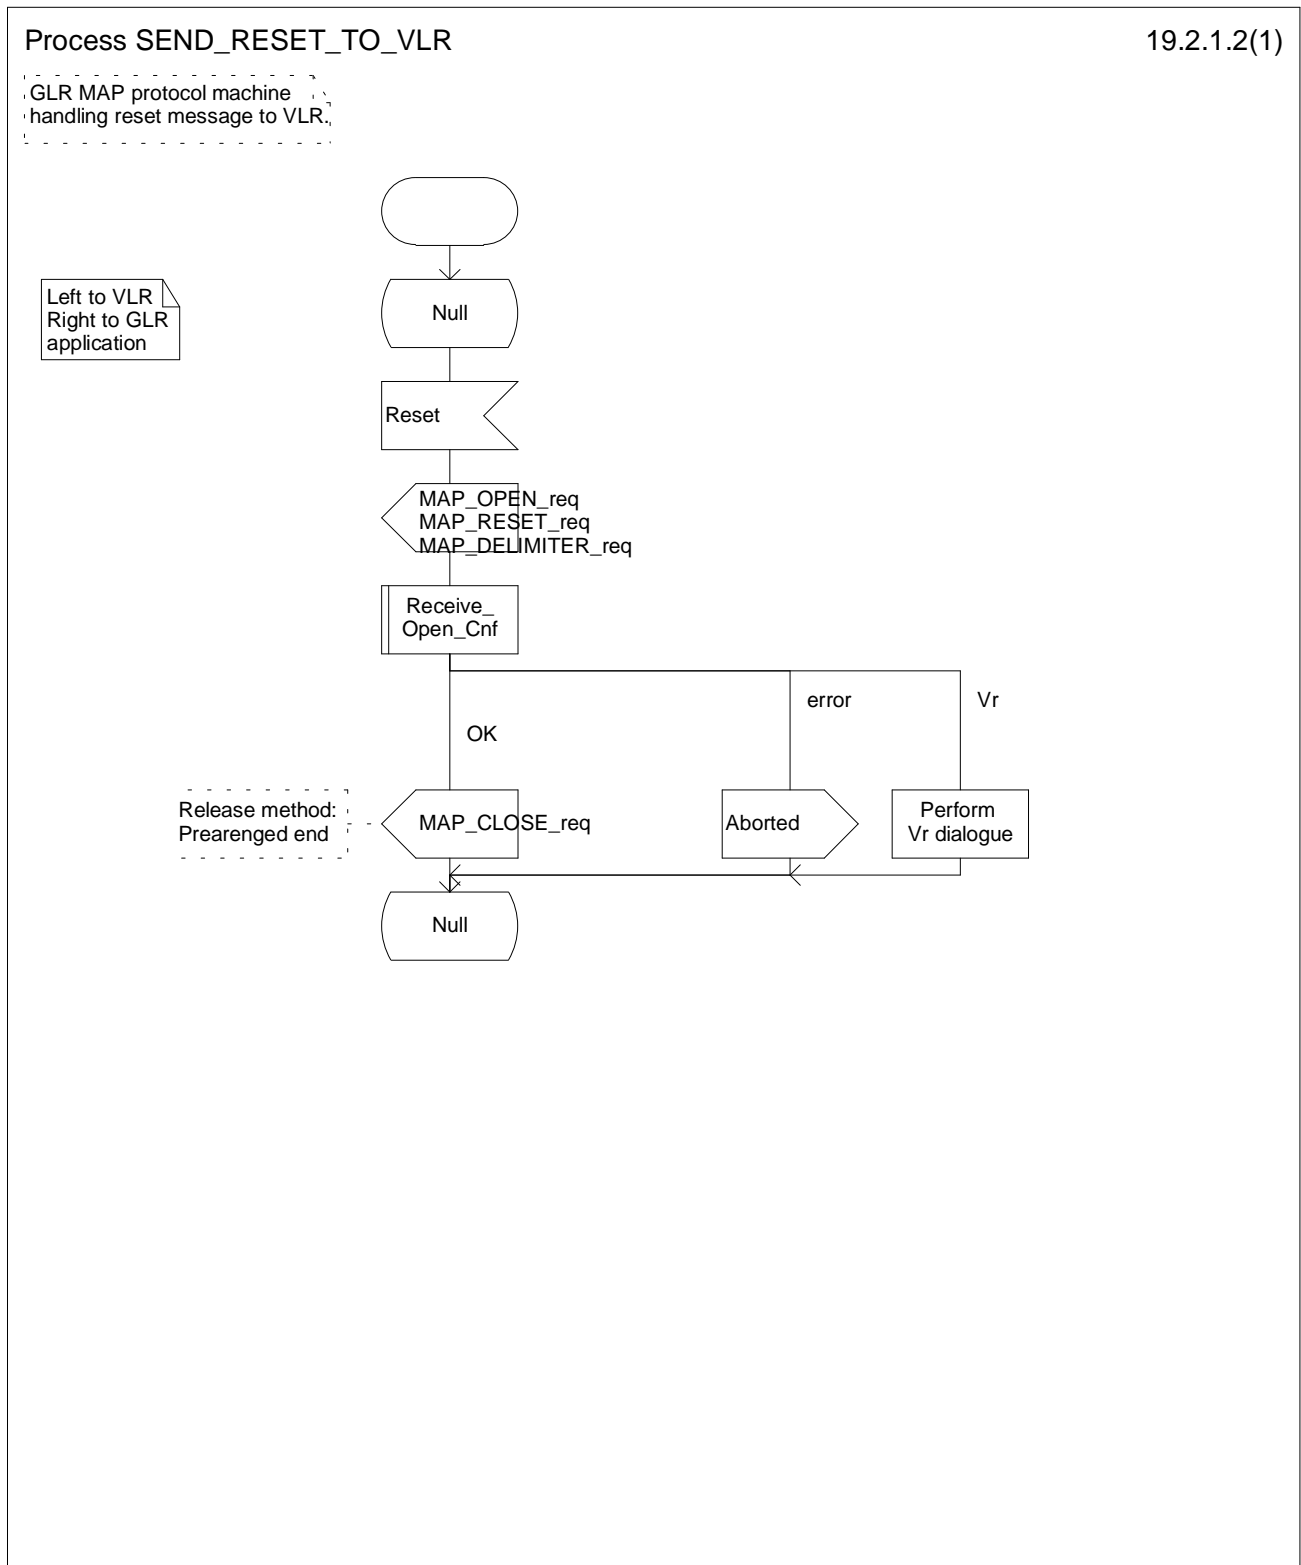 Process SEND_RESET_TO_VLR
19.2.1.2(1)
GLR MAP protocol machine
handling reset message to VLR.
Left to VLR
Right to GLR
application
Null
Reset
MAP_OPEN_req
MAP_RESET_req
MAP_DELIMITER_req
Receive_
Open_Cnf
error
Vr
OK
Release method:
Prearenged end
MAP_CLOSE_req
Aborted
Perform
Vr dialogue
Null